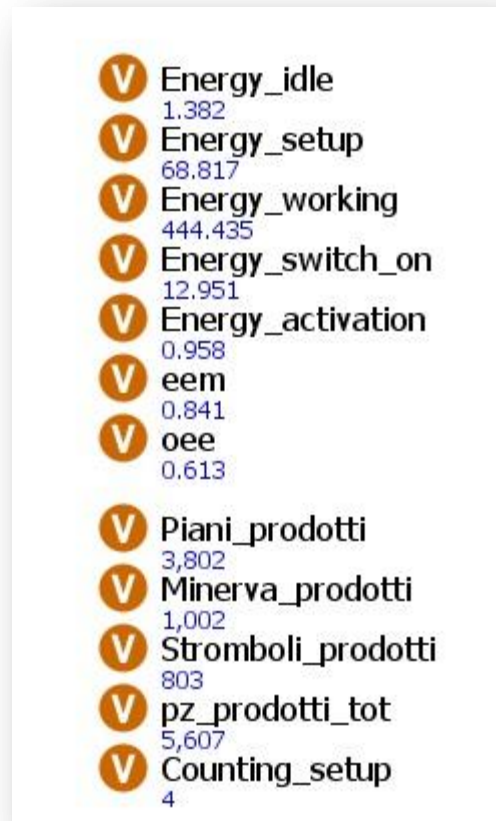 V Energy_idle
1.382
V Energy_setup
68.817
V Energy_working
444.435
V Energy_switch_on
12.951
V Energy_activation
0.958
V eem
0.841
V oee
0.613
V Piani_prodotti
3,802
V Minerva_prodotti
1,002
V Stromboli_prodotti
803
V pz_prodotti_tot
5,607
V Counting_setup
4